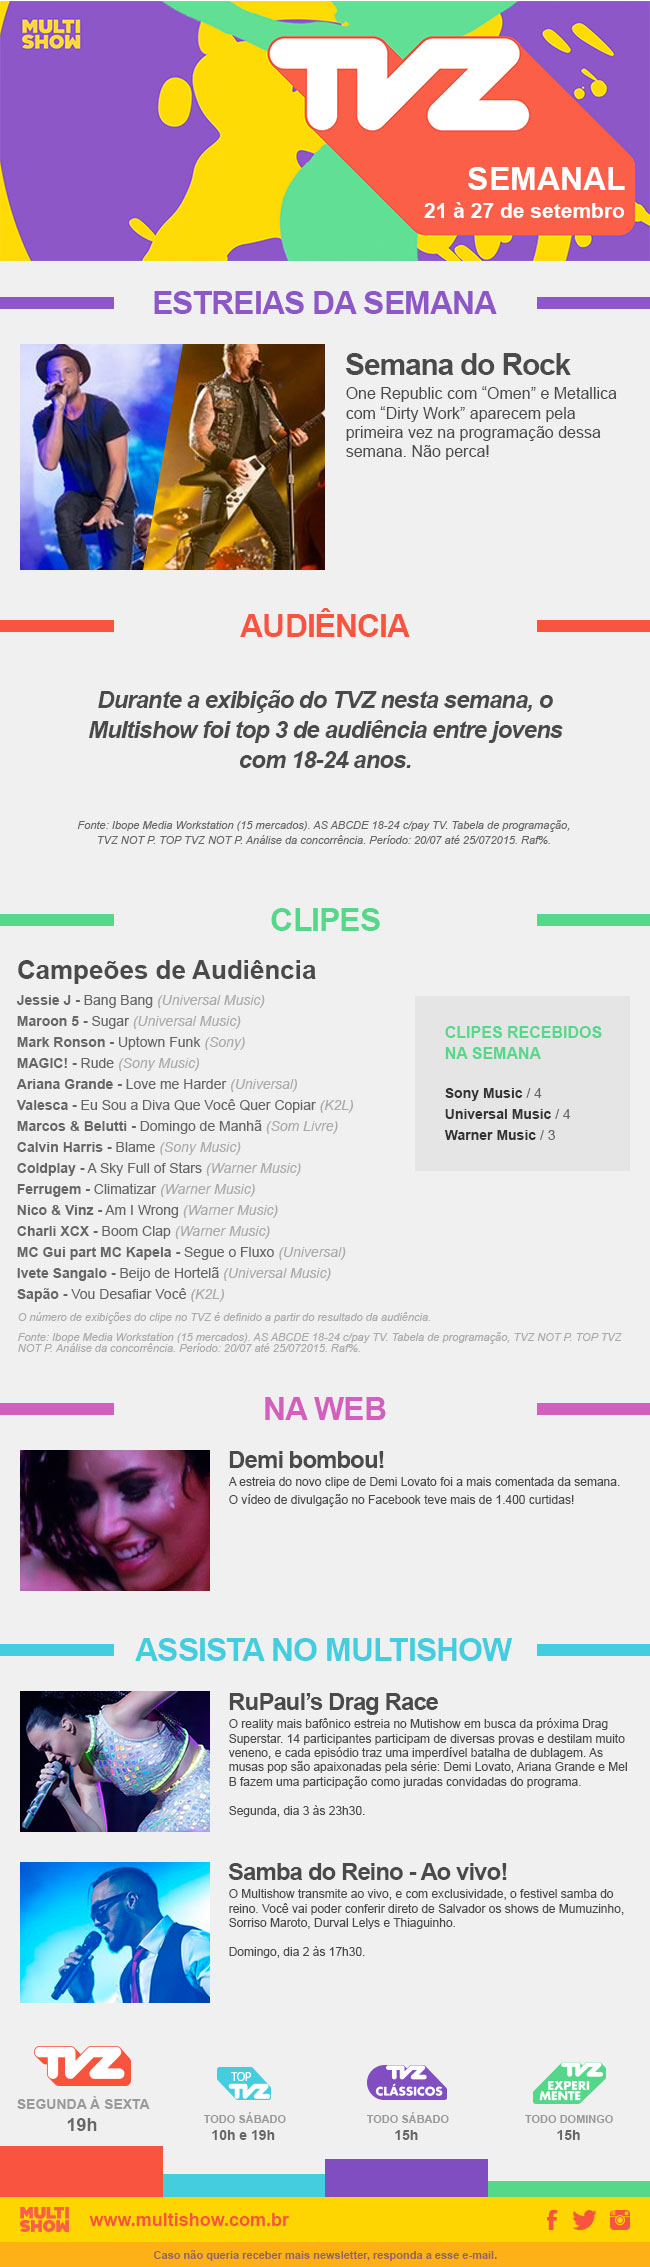 MULTI
SHOW
TVZ
SEMANAL
21 à 27 de setembro
ESTREIAS DA SEMANA
Semana do Rock
One Republic com “Omen” e Metallica
com “Dirty Work” aparecem pela
primeira vez na programação dessa
semana. Não perca!
AUDIÊNCIA
Durante a exibição do TVZ nesta semana, o
Multishow foi top 3 de audiência entre jovens
com 18-24 anos.
Fonte: Ibope Media Workstation (15 mercados). AS ABCDE 18-24 c/pay TV. Tabela de programação,
TVZ NOT P. TOP TVZ NOT P. Análise da concorrência. Período: 20/07 até 25/072015. Raf%.
CLIPES
Campeões de Audiência
Jessie J - Bang Bang (Universal Music)
Maroon 5 - Sugar (Universal Music)
Mark Ronson - Uptown Funk (Sony)
MAGIC! - Rude (Sony Music)
Ariana Grande - Love me Harder (Universal)
Valesca - Eu Sou a Diva Que Você Quer Copiar (K2L)
Marcos & Belutti - Domingo de Manhã (Som Livre)
Calvin Harris - Blame (Sony Music)
Coldplay - A Sky Full of Stars (Warner Music)
Ferrugem - Climatizar (Warner Music)
Nico & Vinz - Am I Wrong (Warner Music)
Charli XCX - Boom Clap (Warner Music)
MC Gui part MC Kapela - Segue o Fluxo (Universal)
Ivete Sangalo - Beijo de Hortelã (Universal Music)
Sapão - Vou Desafiar Você (K2L)
CLIPES RECEBIDOS
NA SEMANA
Sony Music / 4
Universal Music / 4
Warner Music / 3
O número de exibições do clipe no TVZ é definido a partir do resultado da audiência.
Fonte: Ibope Media Workstation (15 mercados). AS ABCDE 18-24 c/pay TV. Tabela de programação, TVZ NOT P. TOP TVZ
NOT P. Análise da concorrência. Período: 20/07 até 25/072015. Raf%.
NA WEB
Demi bombou!
A estreia do novo clipe de Demi Lovato foi a mais comentada da semana.
O vídeo de divulgação no Facebook teve mais de 1.400 curtidas!
ASSISTA NO MULTISHOW
RuPaul’s Drag Race
O reality mais bafônico estreia no Mutishow em busca da próxima Drag
Superstar. 14 participantes participam de diversas provas e destilam muito
veneno, e cada episódio traz uma imperdível batalha de dublagem. As
musas pop são apaixonadas pela série: Demi Lovato, Ariana Grande e Mel
B fazem uma participação como juradas convidadas do programa.
Segunda, dia 3 às 23h30.
Samba do Reino - Ao vivo!
O Multishow transmite ao vivo, e com exclusividade, o festivel samba do
reino. Você vai poder conferir direto de Salvador os shows de Mumuzinho,
Sorriso Maroto, Durval Lelys e Thiaguinho.
Domingo, dia 2 às 17h30.
TVZ
SEGUNDA À SEXTA
19h
TOP
TVZ
TODO SÁBADO
10h e 19h
TVZ
CLÁSSICOS
TODO SÁBADO
15h
TVZ
EXPERI
MENTE
TODO DOMINGO
15h
MULTI
SHOW
www.multishow.com.br
Caso não queria receber mais newsletter, responda a esse e-mail.